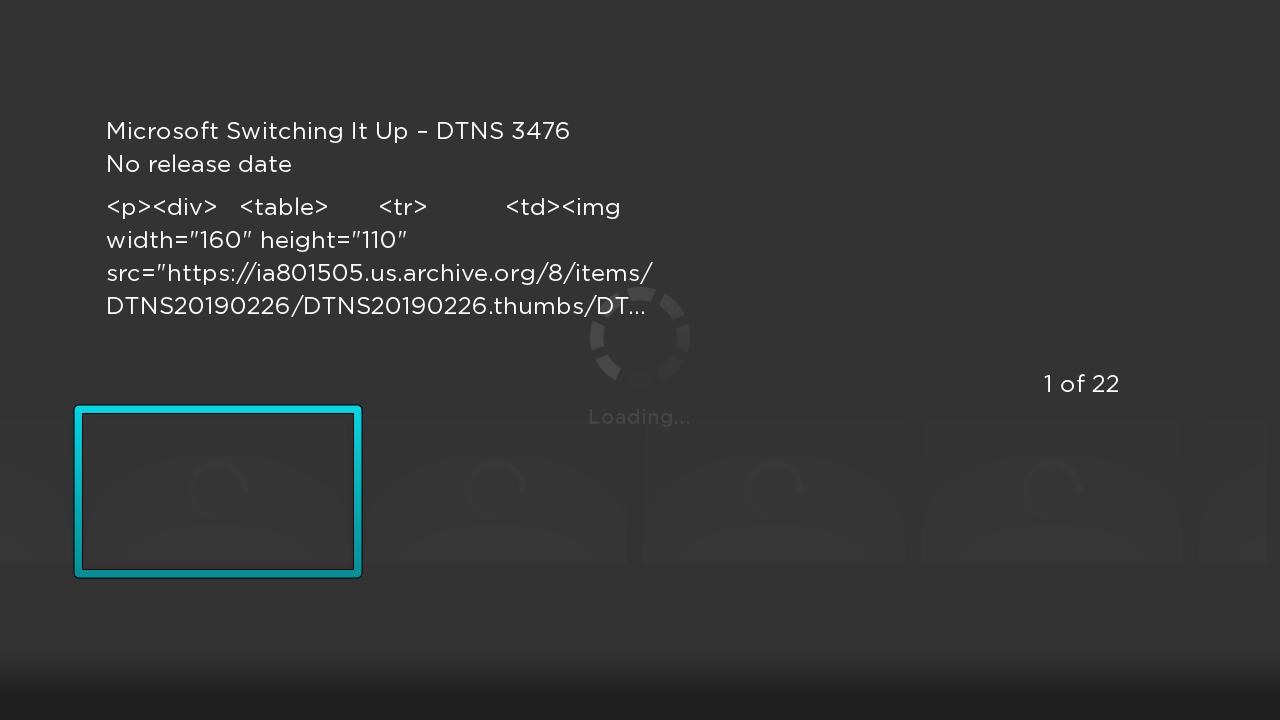 Microsoft Switching It Up – DTNS 3476
No release date
<p><div>   <table>       <tr>           <td><img
width="160" height="110"
src="https://ia801505.us.archive.org/8/items/
DTNS20190226/DTNS20190226.thumbs/DT...
Loading...
1 of 22